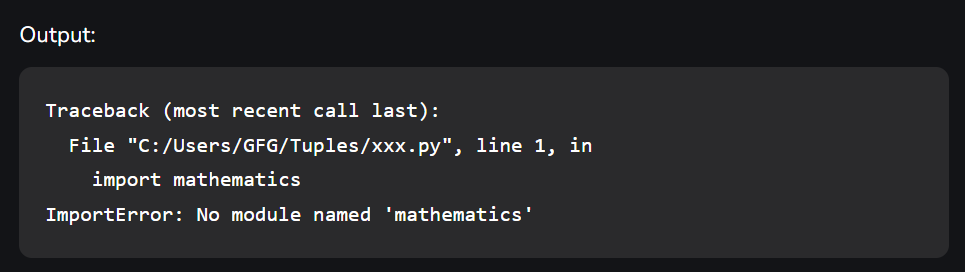 Output:
Traceback (most recent call last):
  File "C:/Users/GFG/Tuples/xxx.py", line 1, in
    import mathematics
ImportError: No module named 'mathematics'